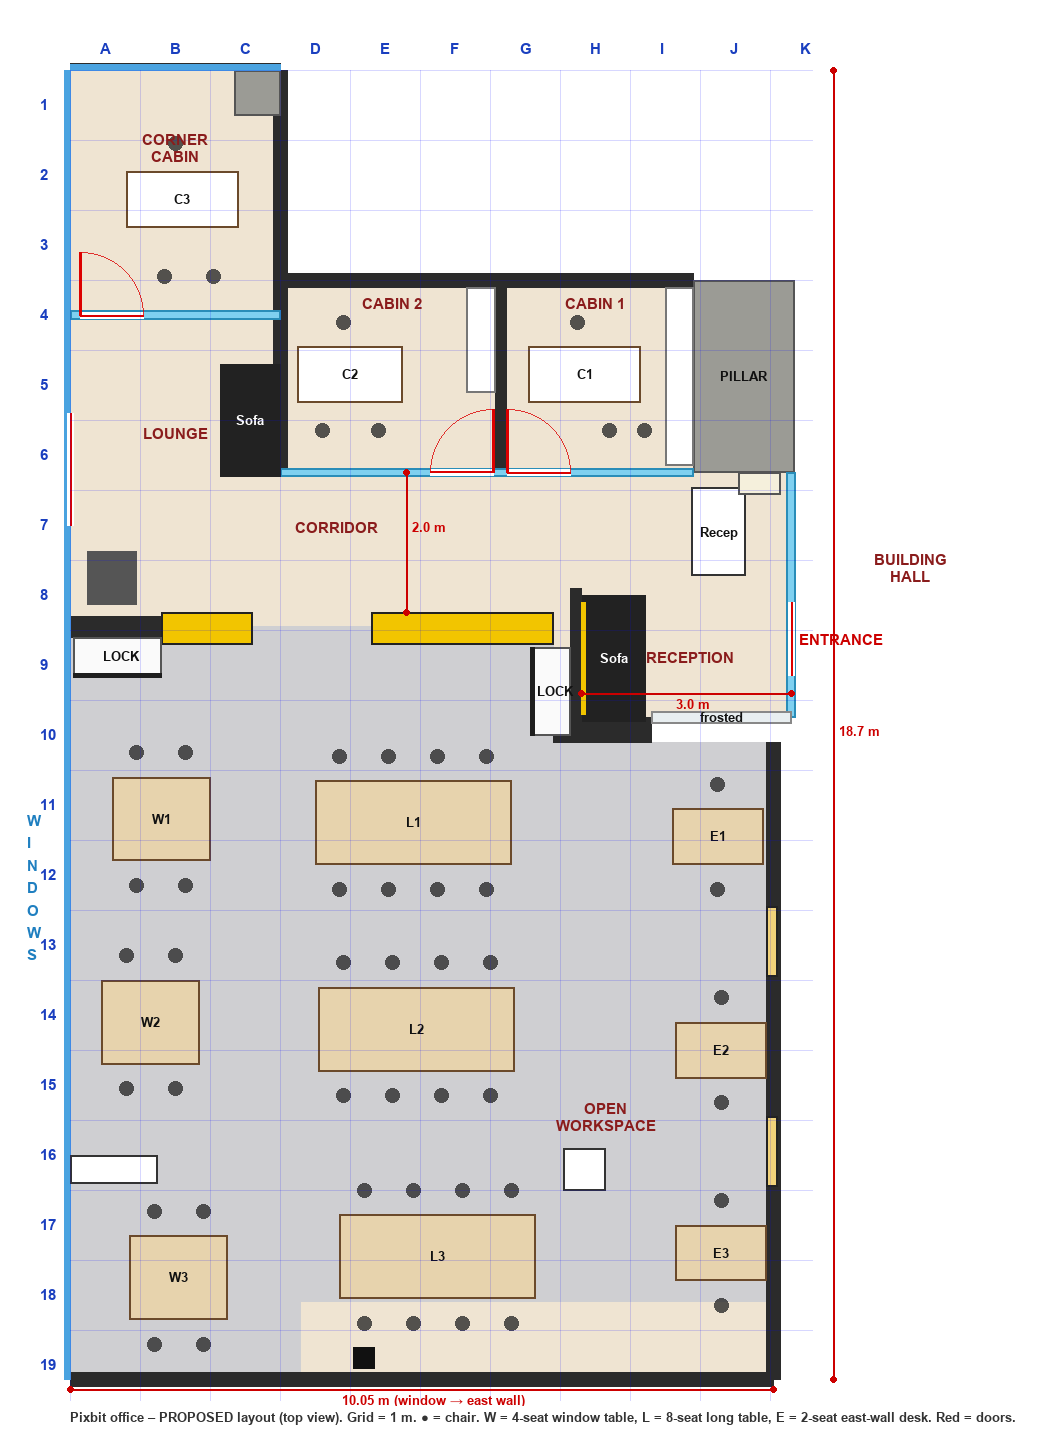 A B C D E F G H I J K
1
CORNER
CABIN
2
C3
3
4
CABIN 2
CABIN 1
5
C2
C1
PILLAR
Sofa
LOUNGE
6
7
CORRIDOR
2.0 m
Recep
BUILDING
HALL
8
ENTRANCE
9
LOCK
Sofa
RECEPTION
LOCK
3.0 m
frosted
10
18.7 m
11
W1
L1
E1
WINDOWS
12
13
14
W2
L2
E2
15
OPEN
WORKSPACE
16
17
W3
L3
E3
18
19
10.05 m (window → east wall)
Pixbit office – PROPOSED layout (top view). Grid = 1 m. ● = chair. W = 4-seat window table, L = 8-seat long table, E = 2-seat east-wall desk. Red = doors.